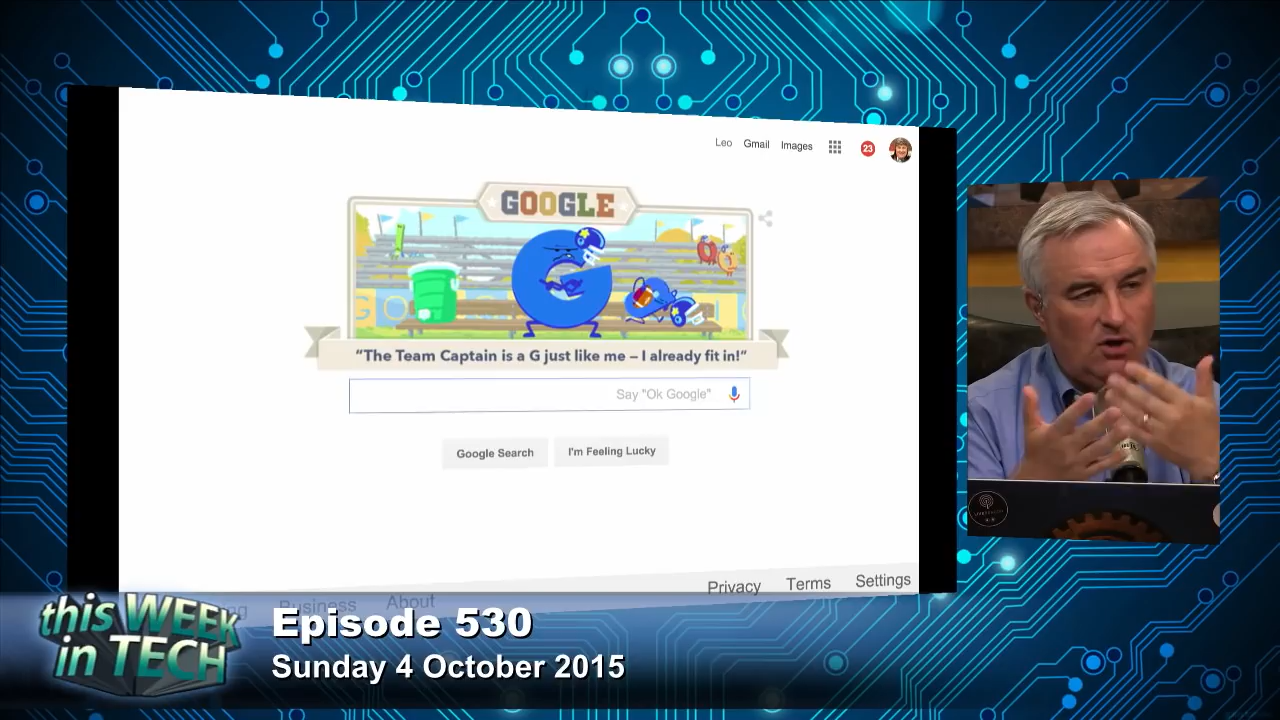 Leo Gmail Images 23
GOOGLE
"The Team Captain is a G just like me – I already fit in!"
Say "Ok Google"
Google Search I'm Feeling Lucky
Privacy Terms Settings
Business About
this WEEK in TECH
Episode 530
Sunday 4 October 2015